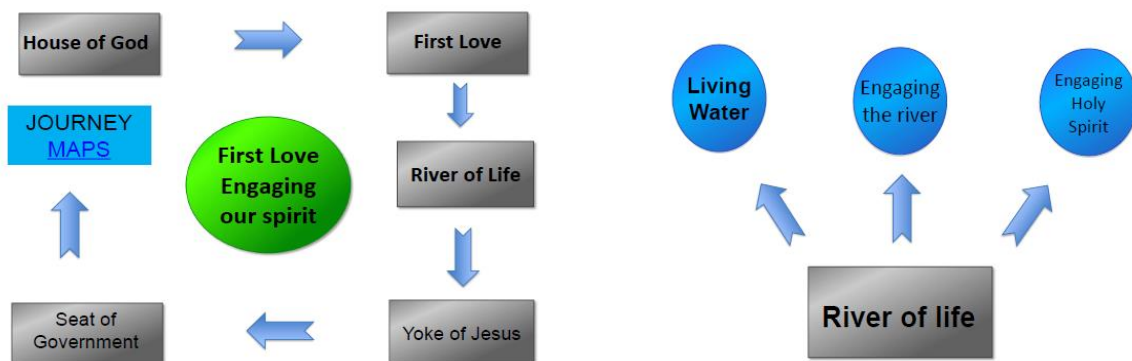 House of God
First Love
JOURNEY
MAPS
First Love
Engaging
our spirit
River of Life
Seat of
Government
Yoke of Jesus
Living
Water
Engaging
the river
Engaging
Holy
Spirit
River of life